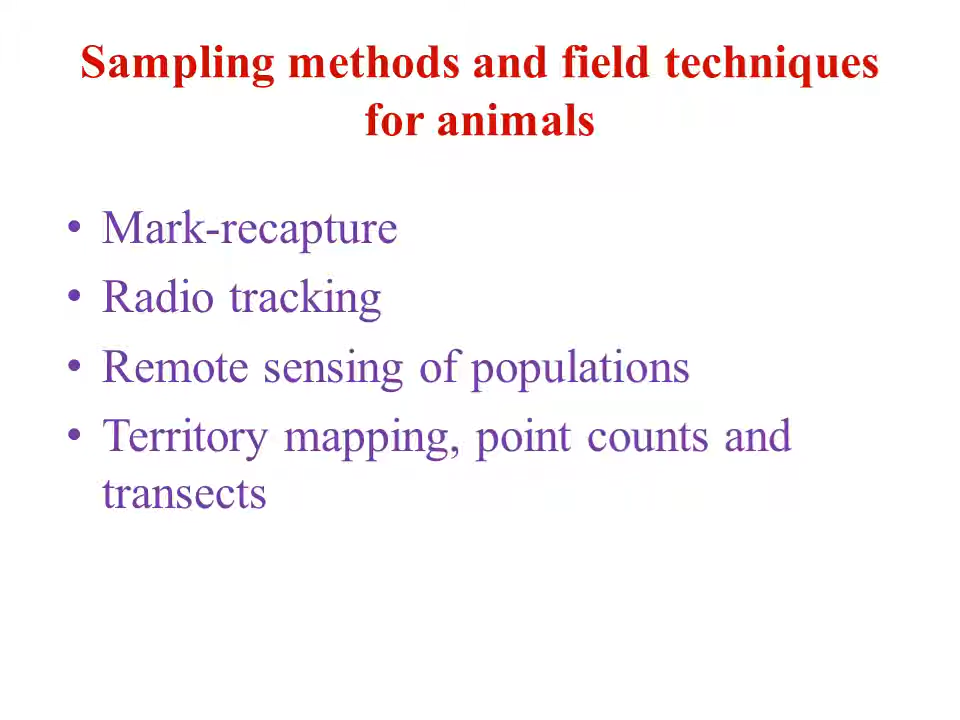 Sampling methods and field techniques
for animals
• Mark-recapture
• Radio tracking
• Remote sensing of populations
• Territory mapping, point counts and
transects